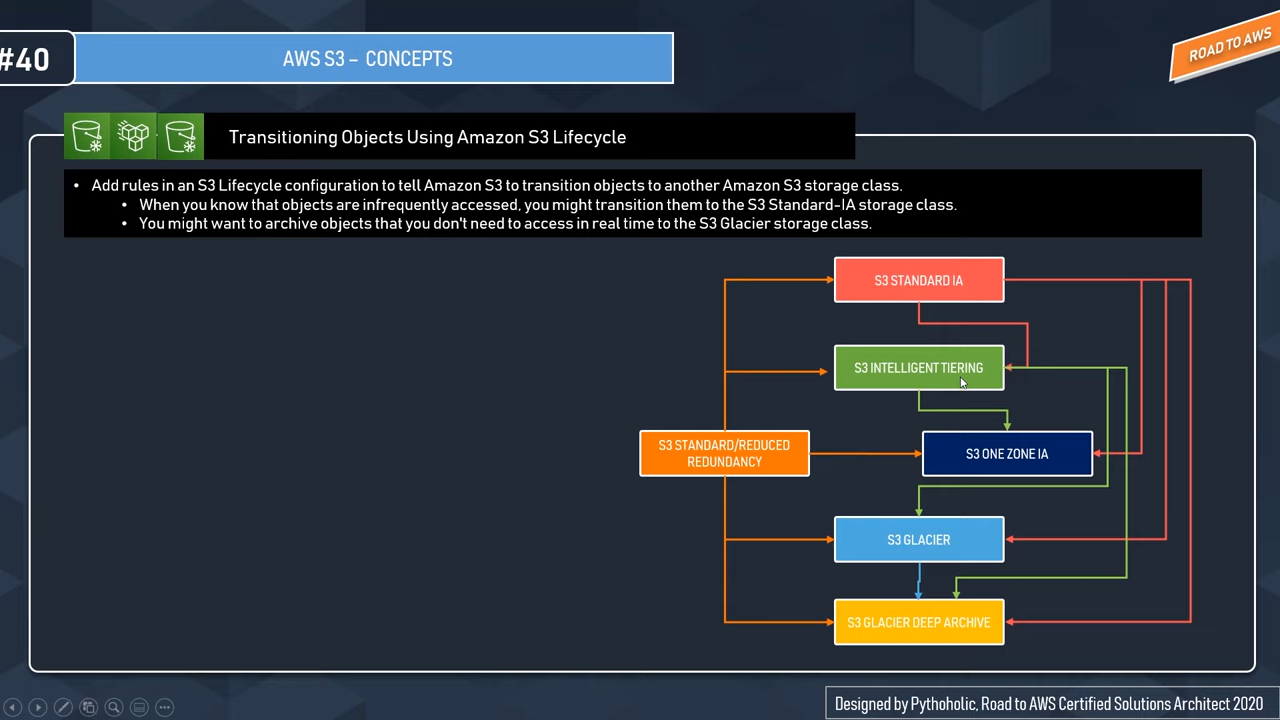 #40
AWS S3 – CONCEPTS
ROAD TO AWS
Transitioning Objects Using Amazon S3 Lifecycle
• Add rules in an S3 Lifecycle configuration to tell Amazon S3 to transition objects to another Amazon S3 storage class.
• When you know that objects are infrequently accessed, you might transition them to the S3 Standard-IA storage class.
• You might want to archive objects that you don't need to access in real time to the S3 Glacier storage class.
S3 STANDARD IA
S3 INTELLIGENT TIERING
S3 STANDARD/REDUCED
REDUNDANCY
S3 ONE ZONE IA
S3 GLACIER
S3 GLACIER DEEP ARCHIVE
Designed by Pythoholic, Road to AWS Certified Solutions Architect 2020